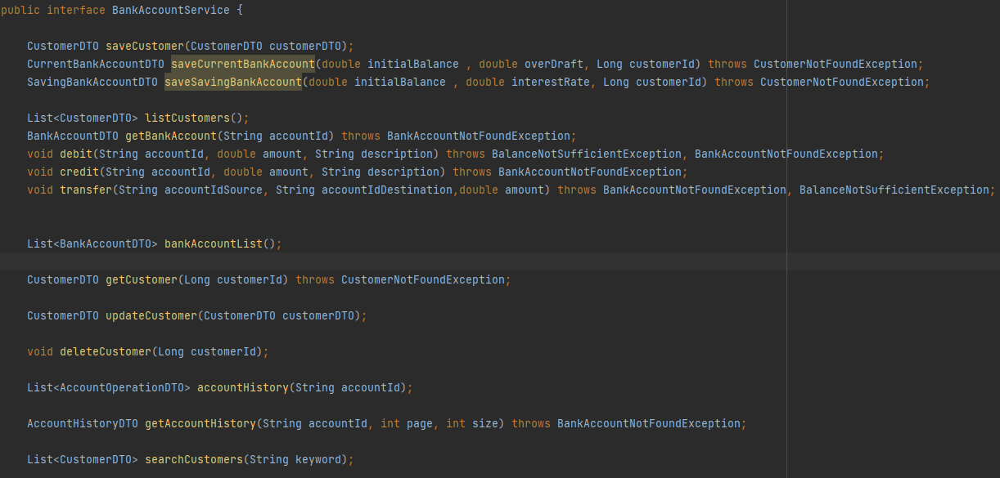 public interface BankAccountService {
CustomerDTO saveCustomer(CustomerDTO customerDTO);
CurrentBankAccountDTO saveCurrentBankAccount(double initialBalance , double overDraft, Long customerId) throws CustomerNotFoundException;
SavingBankAccountDTO saveSavingBankAccount(double initialBalance , double interestRate, Long customerId) throws CustomerNotFoundException;
List<CustomerDTO> listCustomers();
BankAccountDTO getBankAccount(String accountId) throws BankAccountNotFoundException;
void debit(String accountId, double amount, String description) throws BalanceNotSufficientException, BankAccountNotFoundException;
void credit(String accountId, double amount, String description) throws BankAccountNotFoundException;
void transfer(String accountIdSource, String accountIdDestination,double amount) throws BankAccountNotFoundException, BalanceNotSufficientException;
List<BankAccountDTO> bankAccountList();
CustomerDTO getCustomer(Long customerId) throws CustomerNotFoundException;
CustomerDTO updateCustomer(CustomerDTO customerDTO);
void deleteCustomer(Long customerId);
List<AccountOperationDTO> accountHistory(String accountId);
AccountHistoryDTO getAccountHistory(String accountId, int page, int size) throws BankAccountNotFoundException;
List<CustomerDTO> searchCustomers(String keyword);